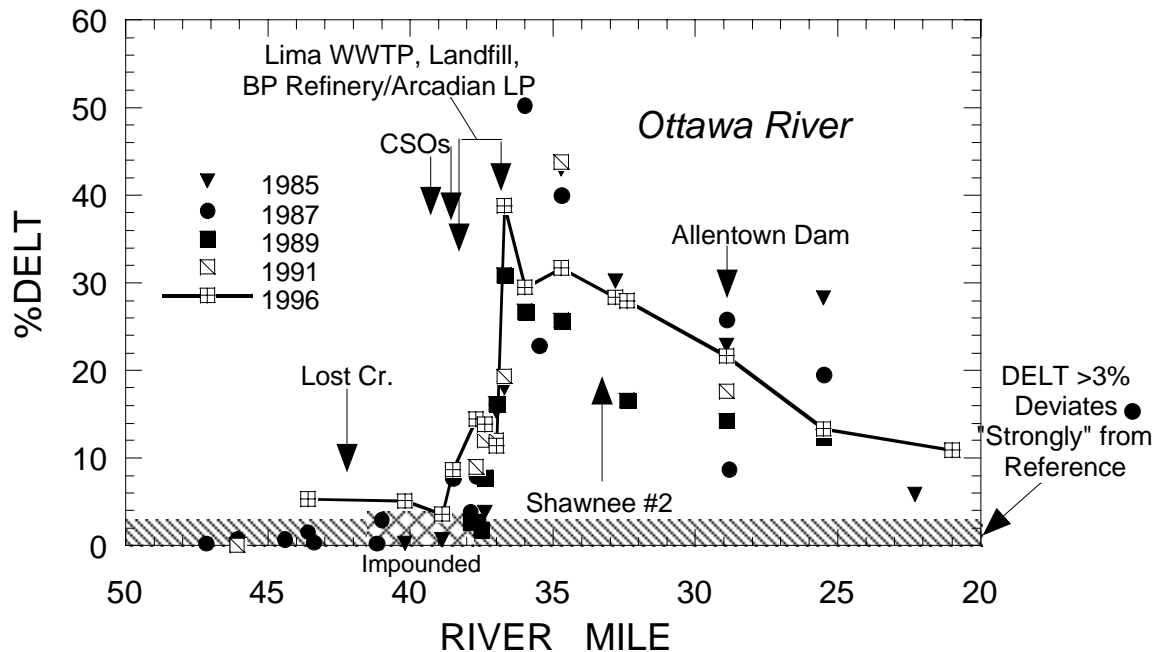 60
50
40
30
20
10
0
%DELT
Lima WWTP, Landfill,
BP Refinery/Arcadian LP
CSOs
Ottawa River
1985
1987
1989
1991
1996
Allentown Dam
Lost Cr.
Shawnee #2
DELT >3%
Deviates
"Strongly" from
Reference
Impounded
50 45 40 35 30 25 20
RIVER MILE